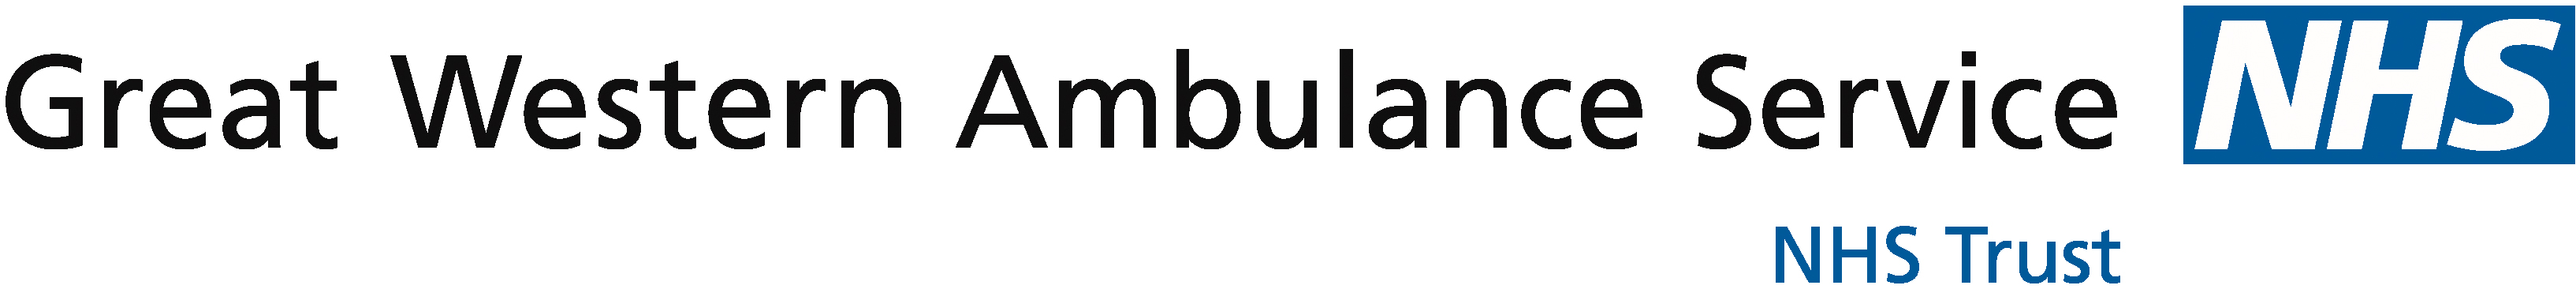 Great Western Ambulance Service NHS
NHS Trust